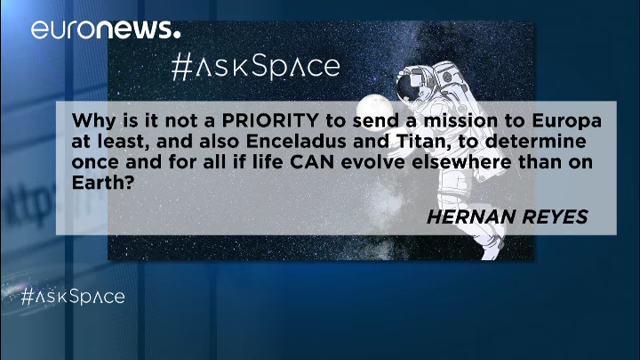 euronews.
#AskSpace
Why is it not a PRIORITY to send a mission to Europa
at least, and also Enceladus and Titan, to determine
once and for all if life CAN evolve elsewhere than on
Earth?
HERNAN REYES
http
#AskSpace